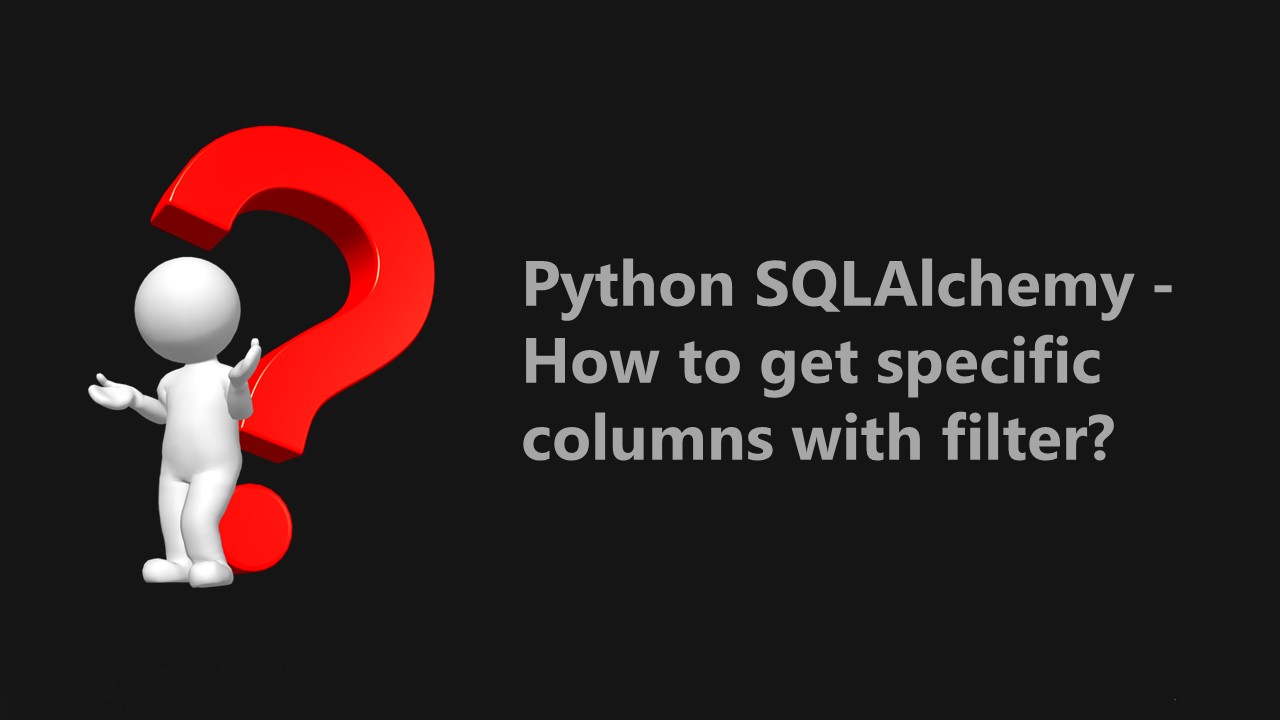 Python SQLAlchemy -
How to get specific
columns with filter?